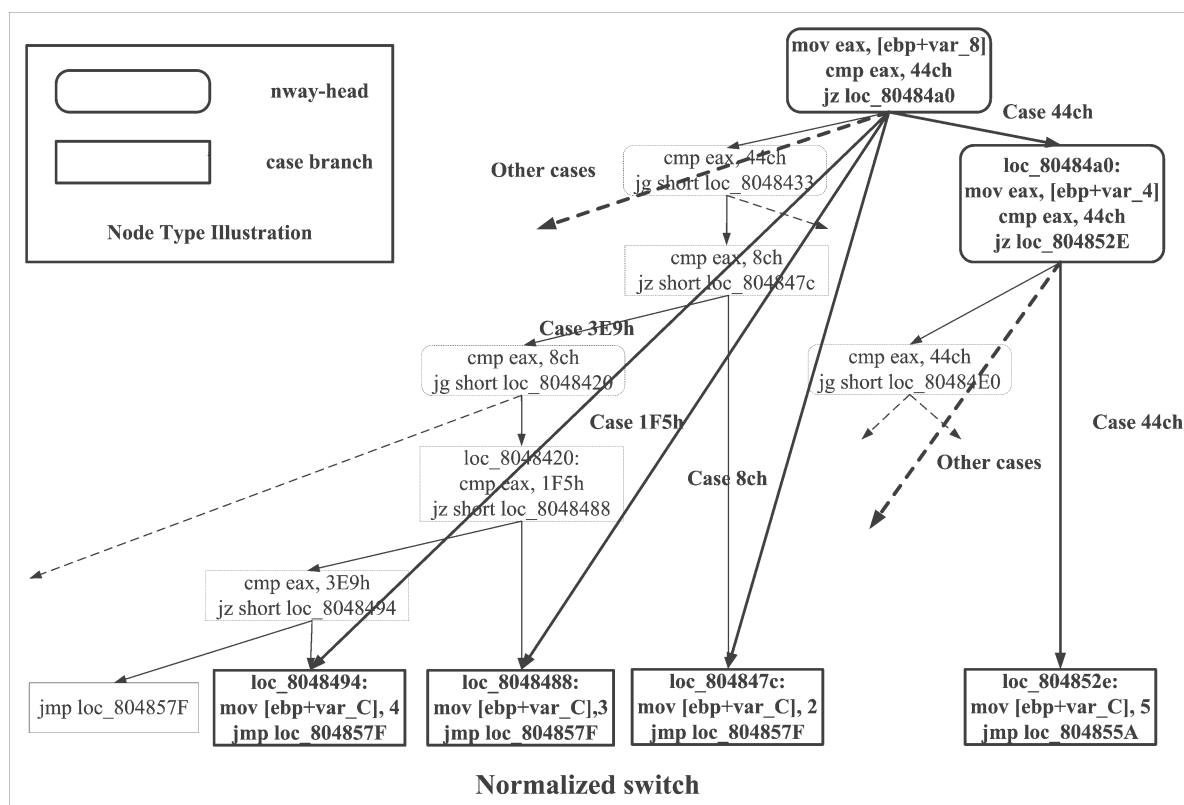 nway-head
case branch
Node Type Illustration
mov eax, [ebp+var_8]
cmp eax, 44ch
jz loc_80484a0
Case 44ch
Other cases
cmp eax, 44ch
jg short loc_8048433
loc_80484a0:
mov eax, [ebp+var_4]
cmp eax, 44ch
jz loc_804852E
cmp eax, 8ch
jz short loc_804847c
Case 3E9h
cmp eax, 8ch
jg short loc_8048420
cmp eax, 44ch
jg short loc_80484E0
Case 1F5h
Case 44ch
loc_8048420:
cmp eax, 1F5h
jz short loc_8048488
Case 8ch
Other cases
cmp eax, 3E9h
jz short loc_8048494
jmp loc_804857F
loc_8048494:
mov [ebp+var_C], 4
jmp loc_804857F
loc_8048488:
mov [ebp+var_C],3
jmp loc_804857F
loc_804847c:
mov [ebp+var_C], 2
jmp loc_804857F
loc_804852e:
mov [ebp+var_C], 5
jmp loc_804855A
Normalized switch